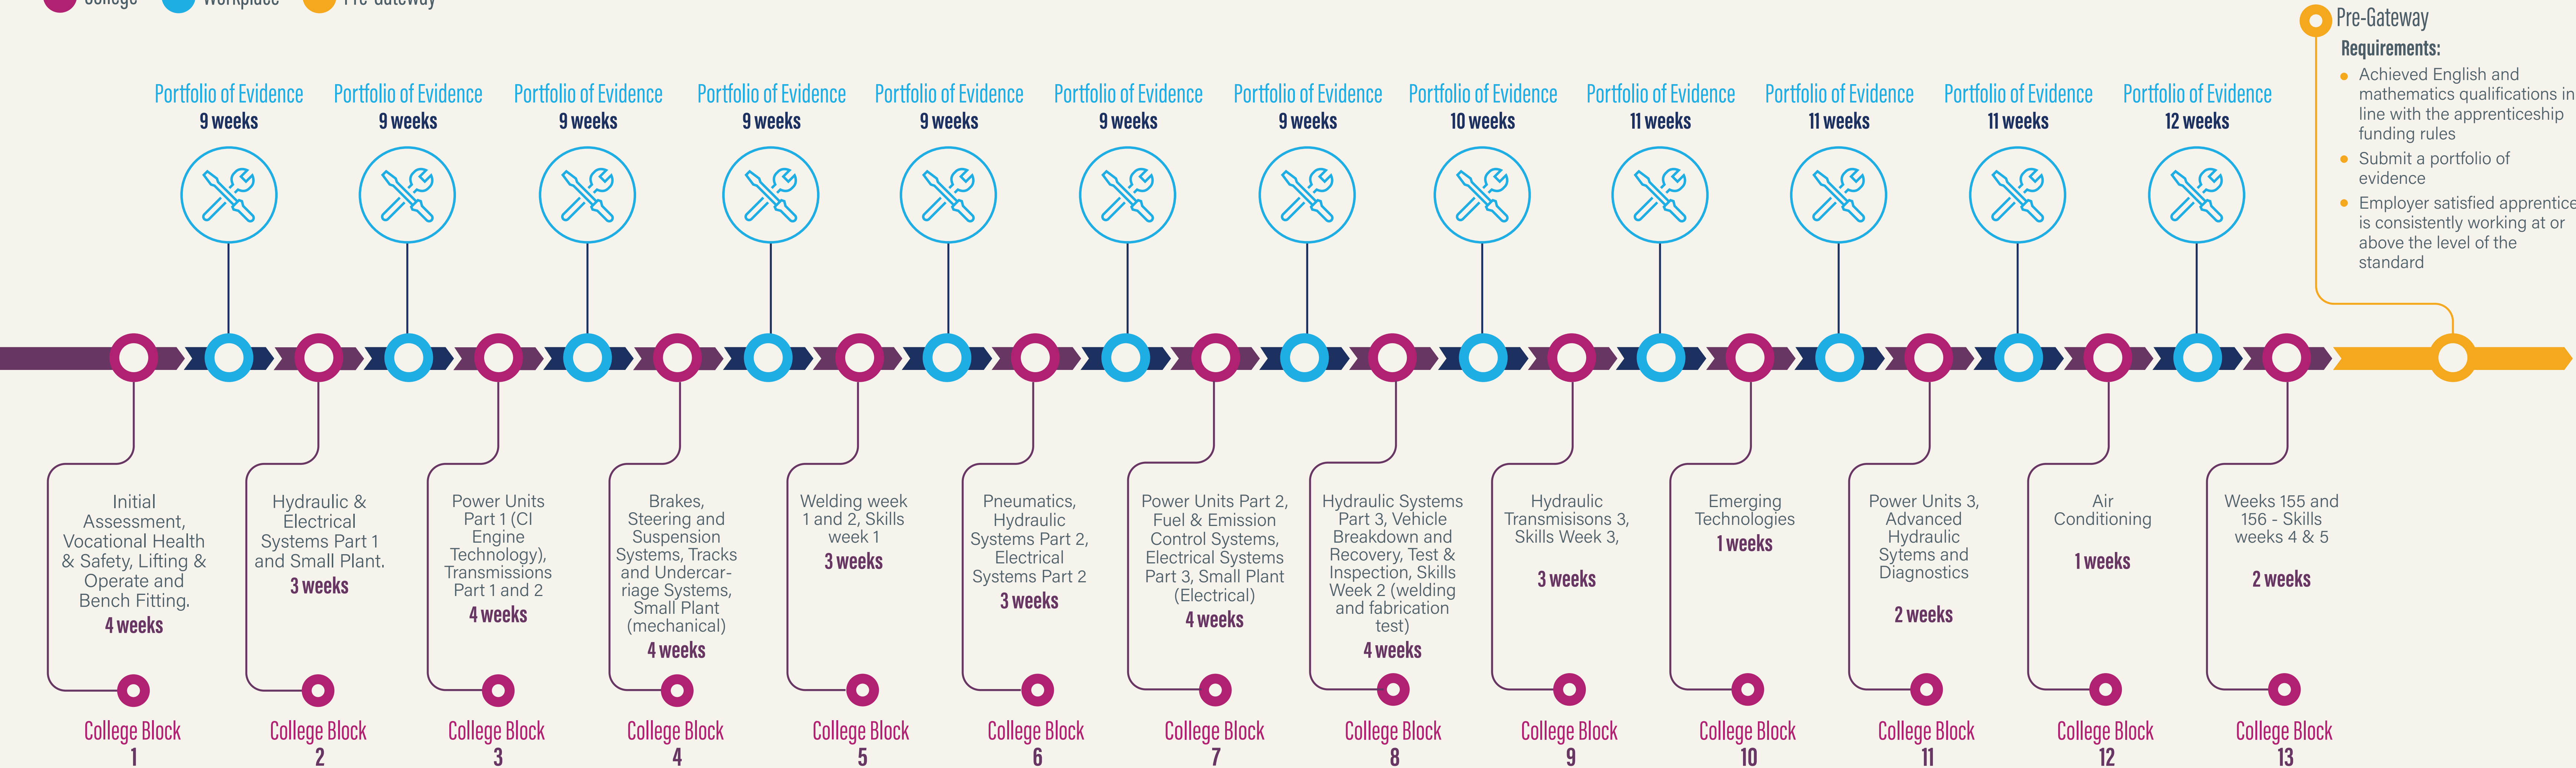 College
Workplace
Pre-Gateway
Pre-Gateway
Requirements:
Achieved English and
mathematics qualifications in
line with the apprenticeship
funding rules
Submit a portfolio of
evidence
Employer satisfied apprentice
is consistently working at or
above the level of the
standard
Portfolio of Evidence
9 weeks
Portfolio of Evidence
9 weeks
Portfolio of Evidence
9 weeks
Portfolio of Evidence
9 weeks
Portfolio of Evidence
9 weeks
Portfolio of Evidence
9 weeks
Portfolio of Evidence
9 weeks
Portfolio of Evidence
10 weeks
Portfolio of Evidence
11 weeks
Portfolio of Evidence
11 weeks
Portfolio of Evidence
11 weeks
Portfolio of Evidence
12 weeks
Initial
Assessment,
Vocational Health
& Safety, Lifting &
Operate and
Bench Fitting.
4 weeks
College Block
1
Hydraulic &
Electrical
Systems Part 1
and Small Plant.
3 weeks
College Block
2
Power Units
Part 1 (CI
Engine
Technology),
Transmissions
Part 1 and 2
4 weeks
College Block
3
Brakes,
Steering and
Suspension
Systems, Tracks
and Undercar-
riage Systems,
Small Plant
(mechanical)
4 weeks
College Block
4
Welding week
1 and 2, Skills
week 1
3 weeks
College Block
5
Pneumatics,
Hydraulic
Systems Part 2,
Electrical
Systems Part 2
3 weeks
College Block
6
Power Units Part 2,
Fuel & Emission
Control Systems,
Electrical Systems
Part 3, Small Plant
(Electrical)
4 weeks
College Block
7
Hydraulic Systems
Part 3, Vehicle
Breakdown and
Recovery, Test &
Inspection, Skills
Week 2 (welding
and fabrication
test)
4 weeks
College Block
8
Hydraulic
Transmisisons 3,
Skills Week 3,
3 weeks
College Block
9
Emerging
Technologies
1 weeks
College Block
10
Power Units 3,
Advanced
Hydraulic
Sytems and
Diagnostics
2 weeks
College Block
11
Air
Conditioning
1 weeks
College Block
12
Weeks 155 and
156 - Skills
weeks 4 & 5
2 weeks
College Block
13